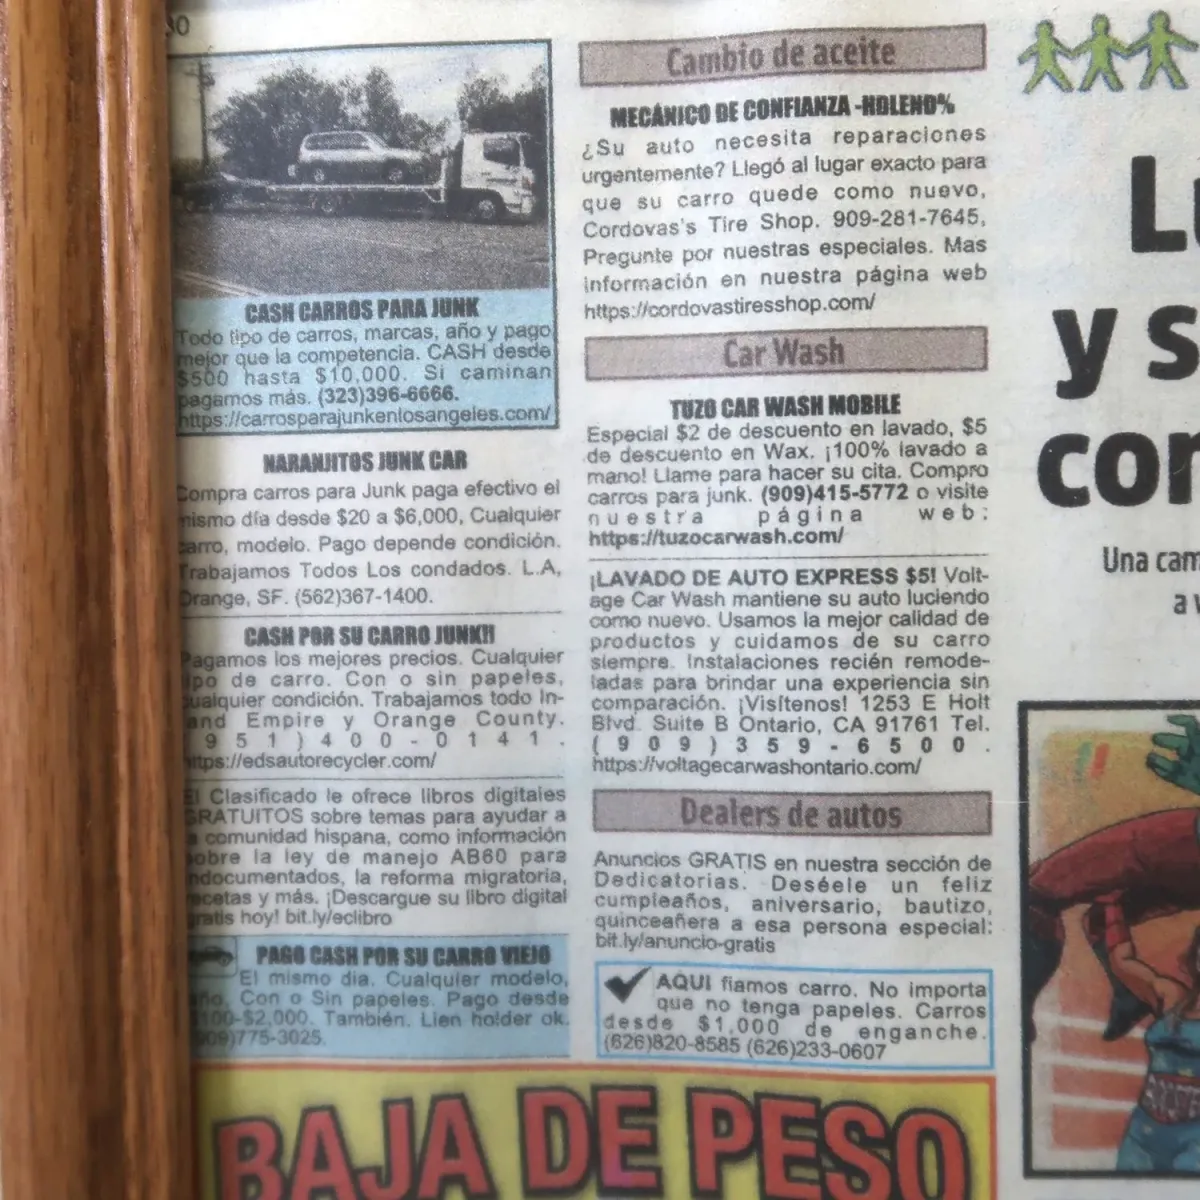 30
CASH CARROS PARA JUNK
Todo tipo de carros, marcas, año y pago
mejor que la competencia. CASH desde
$500 hasta $10,000. Si caminan
pagamos más. (323)396-6666.
https://carrosparajunkenlosangeles.com/
NARANJITOS JUNK CAR
Compra carros para Junk paga efectivo el
mismo día desde $20 a $6,000, Cualquier
carro, modelo. Pago depende condición.
Trabajamos Todos Los condados. L.A,
Orange, SF. (562)367-1400.
CASH POR SU CARRO JUNK!!
Pagamos los mejores precios. Cualquier
tipo de carro. Con o sin papeles,
cualquier condición. Trabajamos todo In-
land Empire y Orange County.
951)400-0141.
https://edsautorecycler.com/
El Clasificado le ofrece libros digitales
GRATUITOS sobre temas para ayudar a
la comunidad hispana, como información
sobre la ley de manejo AB60 para
indocumentados, la reforma migratoria,
recetas y más. ¡Descargue su libro digital
gratis hoy! bit.ly/eclibro
PAGO CASH POR SU CARRO VIEJO
El mismo dia. Cualquier modelo,
año, Con o Sin papeles. Pago desde
$100-$2,000. También. Lien holder ok.
(909)775-3025.
Cambio de aceite
MECÁNICO DE CONFIANZA -HDLEND%
¿Su auto necesita reparaciones
urgentemente? Llegó al lugar exacto para
que su carro quede como nuevo,
Cordovas's Tire Shop. 909-281-7645,
Pregunte por nuestras especiales. Mas
información en nuestra página web
https://cordovastiresshop.com/
Car Wash
TUZO CAR WASH MOBILE
Especial $2 de descuento en lavado, $5
de descuento en Wax. ¡100% lavado a
mano! Llame para hacer su cita. Compro
carros para junk. (909)415-5772 o visite
nuestra página web:
https://tuzocarwash.com/
¡LAVADO DE AUTO EXPRESS $5! Volt-
age Car Wash mantiene su auto luciendo
como nuevo. Usamos la mejor calidad de
productos y cuidamos de su carro
siempre. Instalaciones recién remode-
ladas para brindar una experiencia sin
comparación. ¡Visítenos! 1253 E Holt
Blvd. Suite B Ontario, CA 91761 Tel.
(909)359-6500.
https://voltagecarwashontario.com/
Dealers de autos
Anuncios GRATIS en nuestra sección de
Dedicatorias. Deséele un feliz
cumpleaños, aniversario, bautizo,
quinceañera a esa persona especial:
bit.ly/anuncio-gratis
AQUI fiamos carro. No importa
que no tenga papeles. Carros
desde $1,000 de enganche.
(626)820-8585 (626)233-0607
BAJA DE PESO
y s
con
Una cam
a v